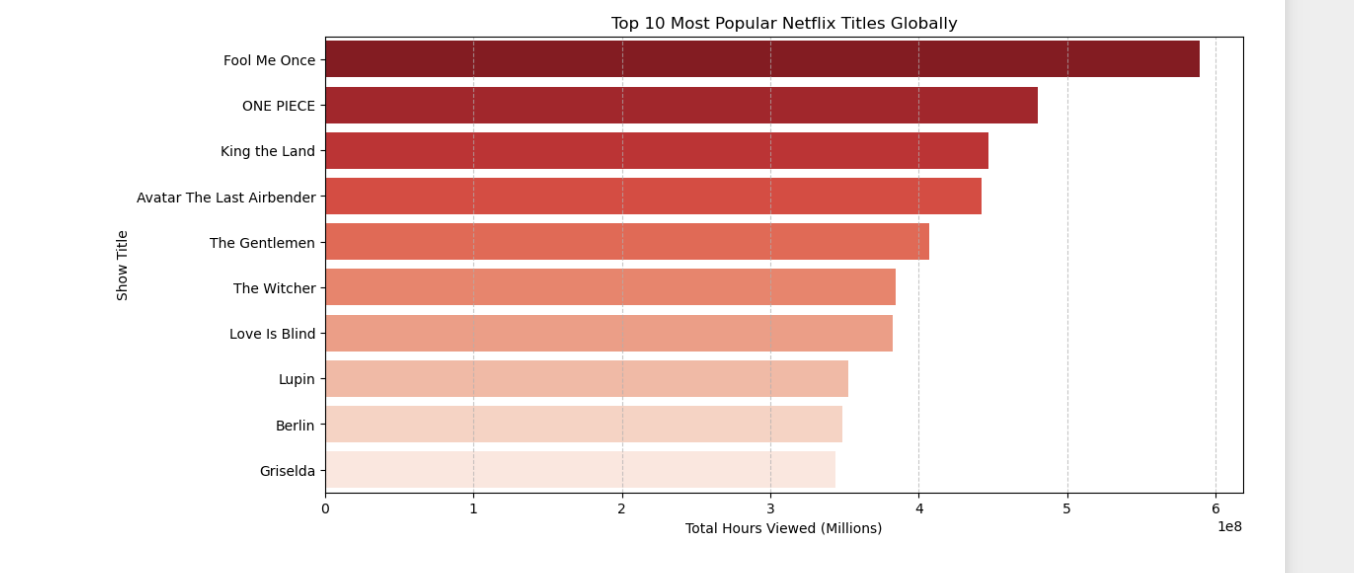 Top 10 Most Popular Netflix Titles Globally
Fool Me Once
ONE PIECE
King the Land
Avatar The Last Airbender
The Gentlemen
The Witcher
Love Is Blind
Lupin
Berlin
Griselda
Show Title
0 1 2 3 4 5 6
1e8
Total Hours Viewed (Millions)